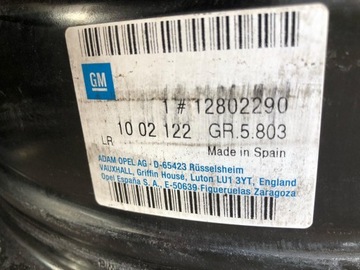 GM
1 # 12802290
10 02 122 GR.5.803
LR
Made in Spain
ADAM OPEL AG · D-65423 Rüsselsheim
VAUXHALL, Griffin House, Luton LU1 3YT, England
Opel España S. A., E-50639-Figueruelas Zaragoza